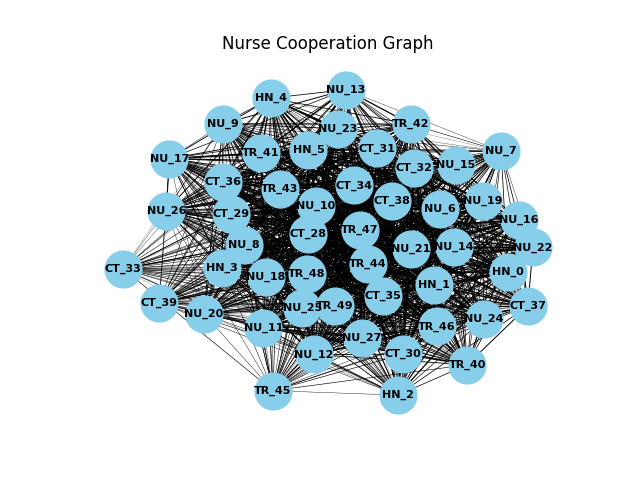 Nurse Cooperation Graph
NU_13
HN_4
NU_9
NU_23
TR_42
TR_41
HN_5
CT_31
NU_7
NU_17
CT_32
NU_15
CT_36
TR_43
CT_34
NU_10
CT_38
NU_19
NU_6
NU_26
CT_29
NU_16
CT_28
TR_47
NU_8
NU_21
NU_14
NU_22
CT_33
HN_3
NU_18
TR_48
TR_44
HN_0
HN_1
CT_39
NU_20
NU_25
TR_49
CT_35
CT_37
NU_11
NU_24
TR_46
NU_27
NU_12
CT_30
TR_40
TR_45
HN_2